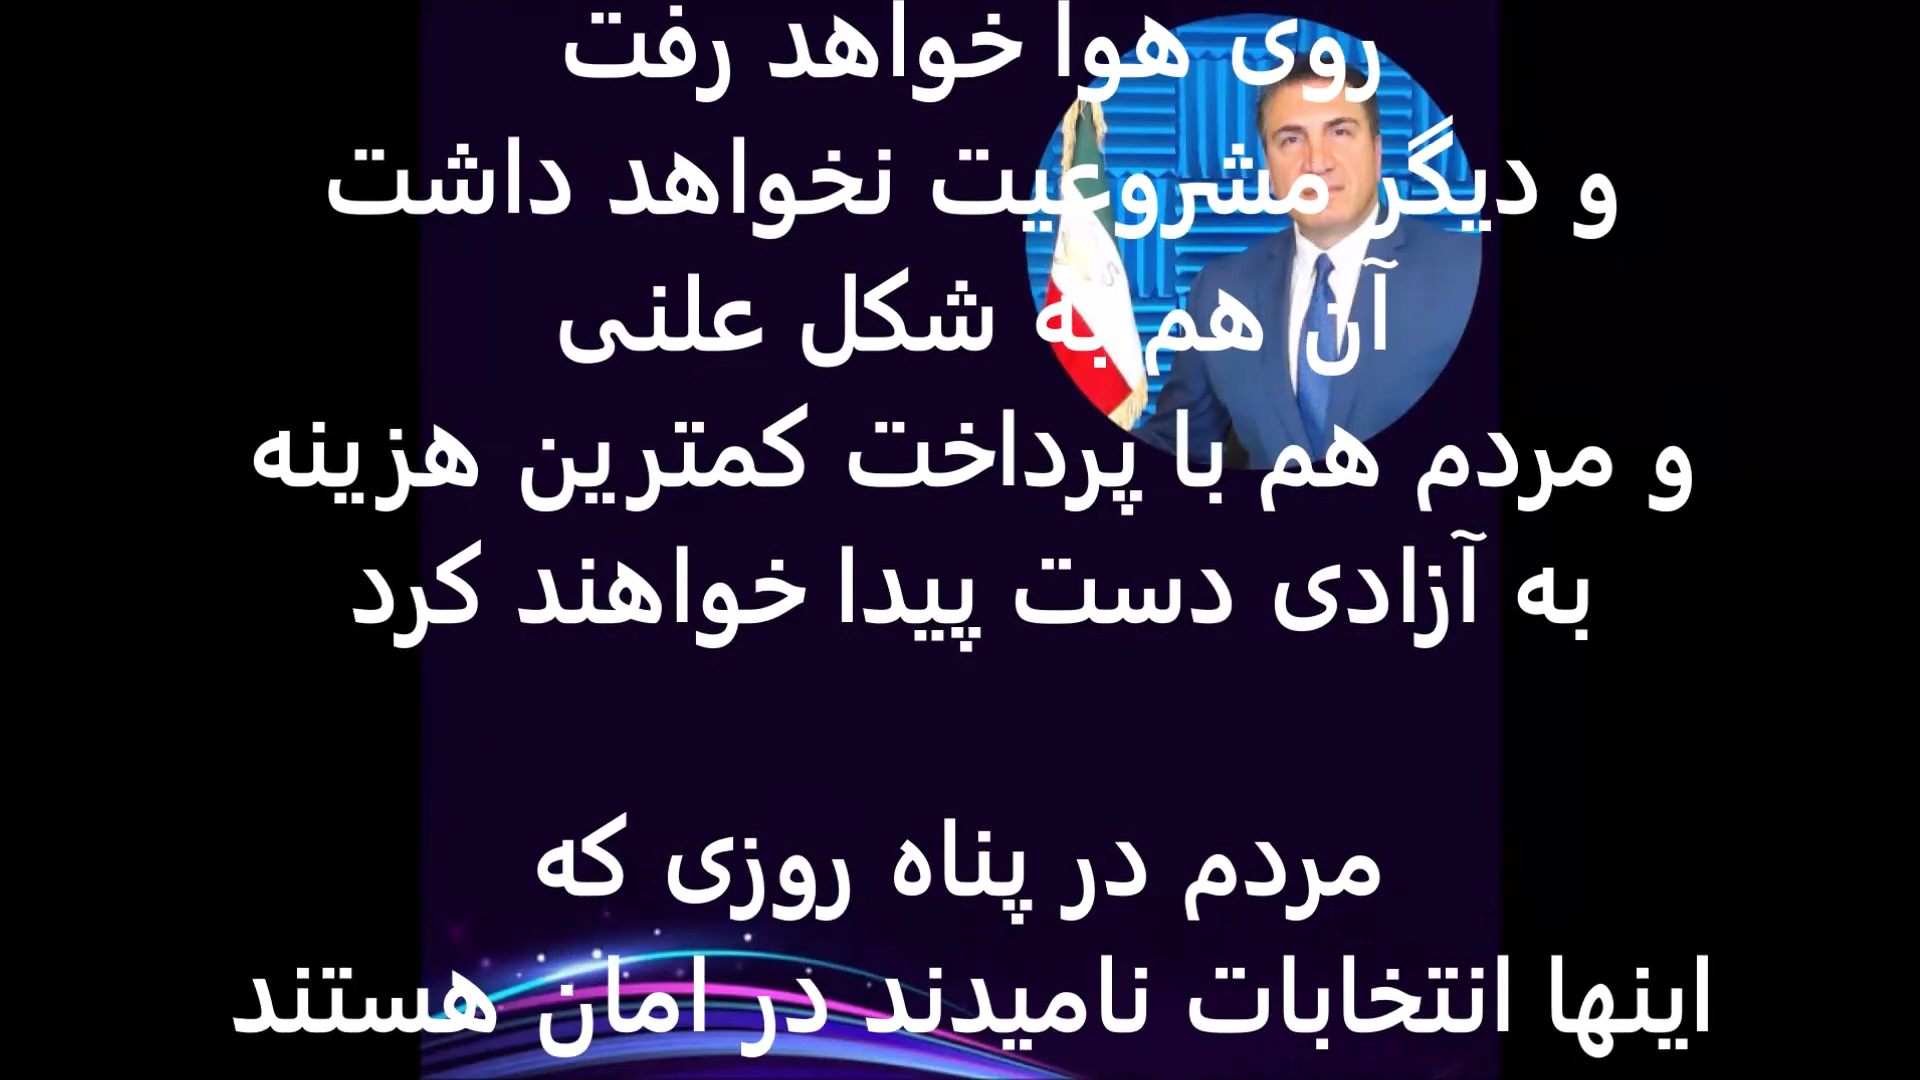 روی هوا خواهد رفت
و دیگر مشروعیت نخواهد داشت
آن هم به شکل علنی
و مردم هم با پرداخت کمترین هزینه
به آزادی دست پیدا خواهند کرد
مردم در پناه روزی که
اینها انتخابات نامیدند در امان هستند